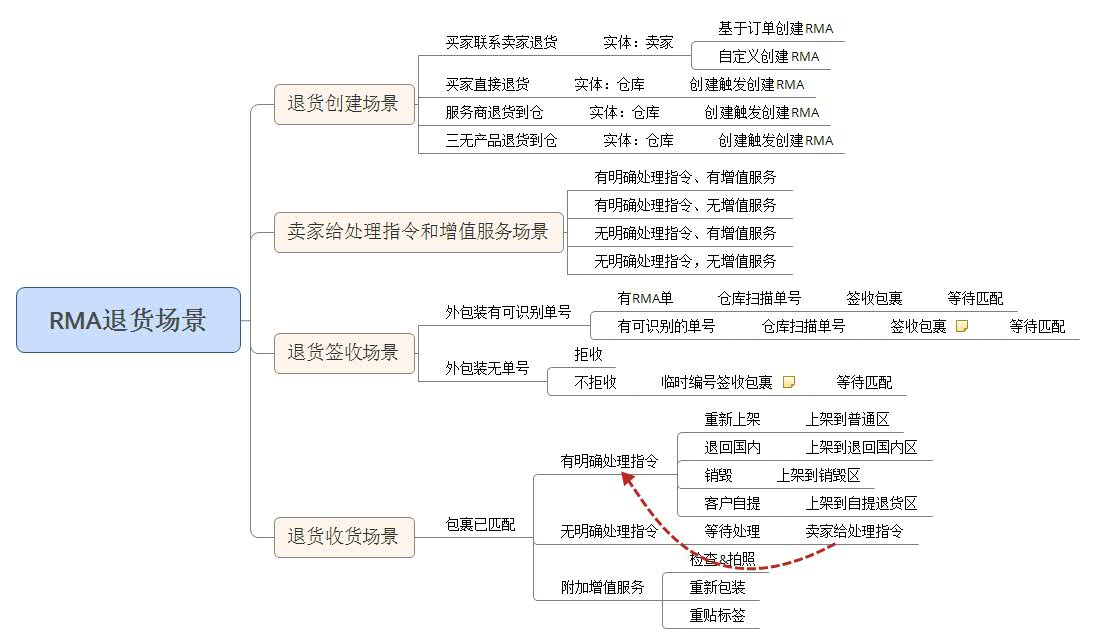 RMA退货场景
退货创建场景
买家联系卖家退货 实体：卖家
基于订单创建RMA
自定义创建RMA
买家直接退货 实体：仓库 创建触发创建RMA
服务商退货到仓 实体：仓库 创建触发创建RMA
三无产品退货到仓 实体：仓库 创建触发创建RMA
卖家给处理指令和增值服务场景
有明确处理指令、有增值服务
有明确处理指令、无增值服务
无明确处理指令、有增值服务
无明确处理指令，无增值服务
退货签收场景
外包装有可识别单号
有RMA单 仓库扫描单号 签收包裹 等待匹配
有可识别的单号 仓库扫描单号 签收包裹 等待匹配
外包装无单号
拒收
不拒收 临时编号签收包裹 等待匹配
退货收货场景
包裹已匹配
有明确处理指令
重新上架 上架到普通区
退回国内 上架到退回国内区
销毁 上架到销毁区
客户自提 上架到自提退货区
无明确处理指令 等待处理 卖家给处理指令
附加增值服务
检查&拍照
重新包装
重贴标签